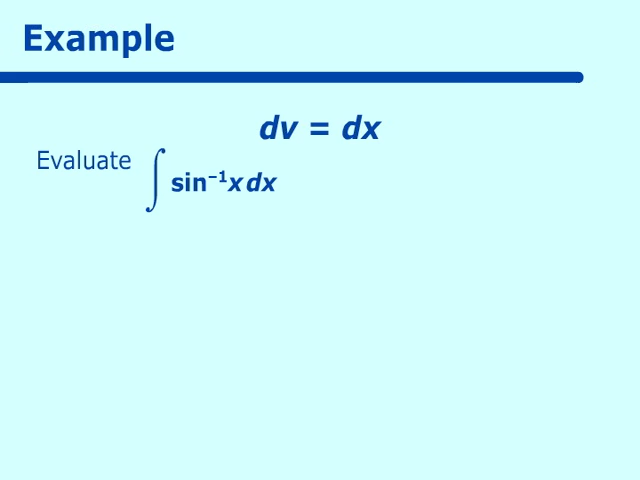 Example
dv = dx
Evaluate ∫ sin⁻¹x dx